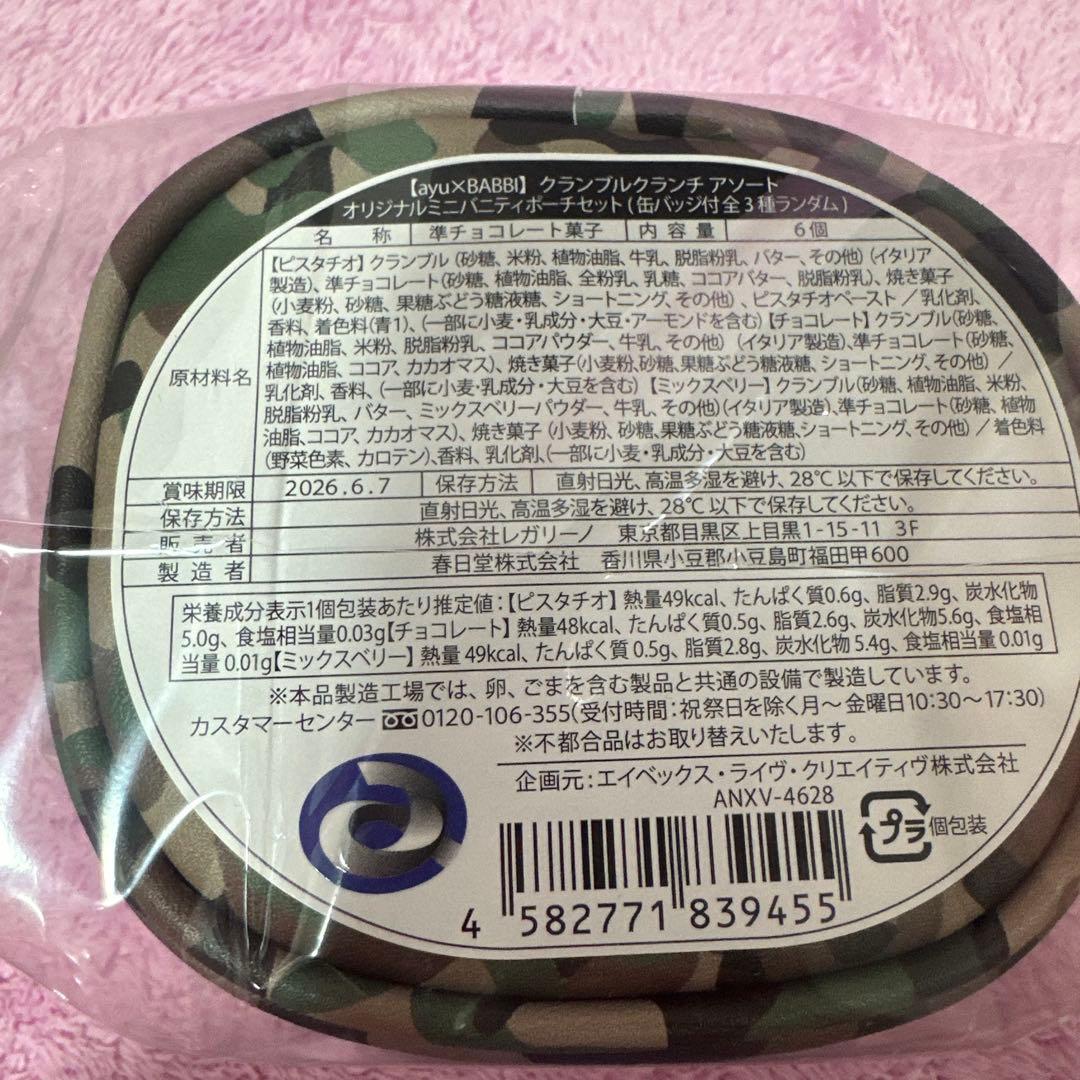 【ayu×BABBI】クランブルクランチ アソート
オリジナルミニバニティポーチセット(缶バッジ付全3種ランダム)
名 称 準チョコレート菓子 内容量 6個
原材料名
【ピスタチオ】クランブル(砂糖、米粉、植物油脂、牛乳、脱脂粉乳、バター、その他)(イタリア
製造)、準チョコレート(砂糖、植物油脂、全粉乳、乳糖、ココアバター、脱脂粉乳)、焼き菓子
(小麦粉、砂糖、果糖ぶどう糖液糖、ショートニング、その他)、ピスタチオペースト/乳化剤、
香料、着色料(青1)、(一部に小麦・乳成分・大豆・アーモンドを含む)【チョコレート】クランブル(砂糖、
植物油脂、米粉、脱脂粉乳、ココアパウダー、牛乳、その他)(イタリア製造)、準チョコレート(砂糖、
植物油脂、ココア、カカオマス)、焼き菓子(小麦粉、砂糖、果糖ぶどう糖液糖、ショートニング、その他)/
乳化剤、香料、(一部に小麦・乳成分・大豆を含む)【ミックスベリー】クランブル(砂糖、植物油脂、米粉、
脱脂粉乳、バター、ミックスベリーパウダー、牛乳、その他)(イタリア製造)、準チョコレート(砂糖、植物
油脂、ココア、カカオマス)、焼き菓子(小麦粉、砂糖、果糖ぶどう糖液糖、ショートニング、その他)/着色料
(野菜色素、カロテン)、香料、乳化剤、(一部に小麦・乳成分・大豆を含む)
賞味期限 2026.6.7 保存方法 直射日光、高温多湿を避け、28℃以下で保存してください。
保存方法 直射日光、高温多湿を避け、28℃以下で保存してください。
販売者 株式会社レガリーノ 東京都目黒区上目黒1-15-11 3F
製造者 春日堂株式会社 香川県小豆郡小豆島町福田甲600
栄養成分表示1個包装あたり推定値:【ピスタチオ】熱量49kcal、たんぱく質0.6g、脂質2.9g、炭水化物
5.0g、食塩相当量0.03g【チョコレート】熱量48kcal、たんぱく質0.5g、脂質2.6g、炭水化物5.6g、食塩相
当量 0.01g【ミックスベリー】熱量 49kcal、たんぱく質 0.5g、脂質2.8g、炭水化物 5.4g、食塩相当量 0.01g
※本品製造工場では、卵、ごまを含む製品と共通の設備で製造しています。
カスタマーセンター 0120-106-355(受付時間:祝祭日を除く月～金曜日10:30～17:30)
※不都合品はお取り替えいたします。
企画元:エイベックス・ライヴ・クリエイティヴ株式会社
ANXV-4628
プラ 個包装
4 582771 839455